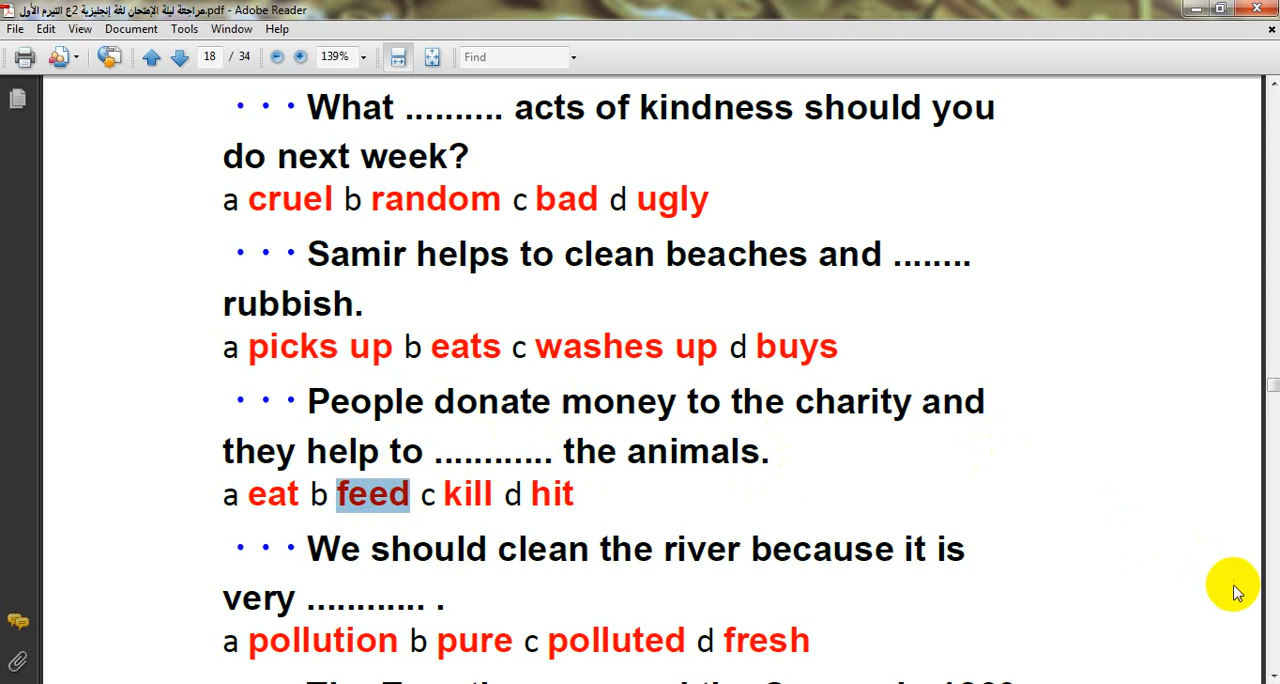 مراجعتة ليلة الإمتحان لغة إنجليزية 2ع التيرم الأول.pdf - Adobe Reader
File Edit View Document Tools Window Help
18 / 34 139% Find
• • • What .......... acts of kindness should you
do next week?
a cruel b random c bad d ugly
• • • Samir helps to clean beaches and ........
rubbish.
a picks up b eats c washes up d buys
• • • People donate money to the charity and
they help to ............ the animals.
a eat b feed c kill d hit
• • • We should clean the river because it is
very ............ .
a pollution b pure c polluted d fresh